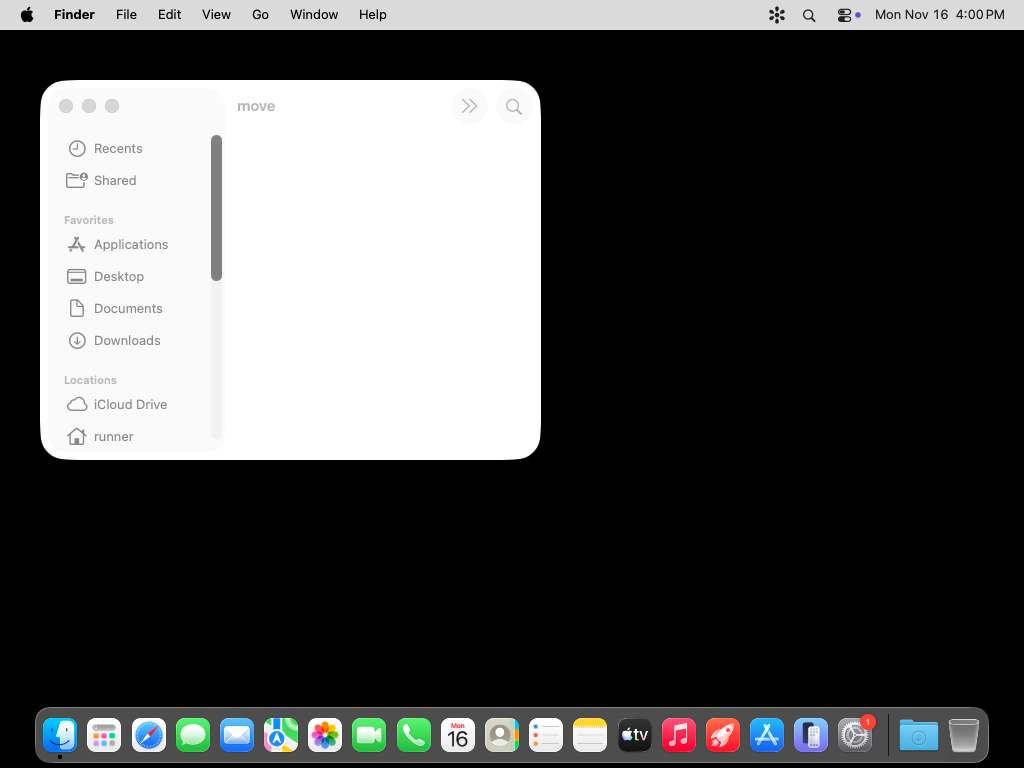 Finder File Edit View Go Window Help Mon Nov 16 4:00 PM
move
Recents
Shared
Favorites
Applications
Desktop
Documents
Downloads
Locations
iCloud Drive
runner
Mon
16
tv
1